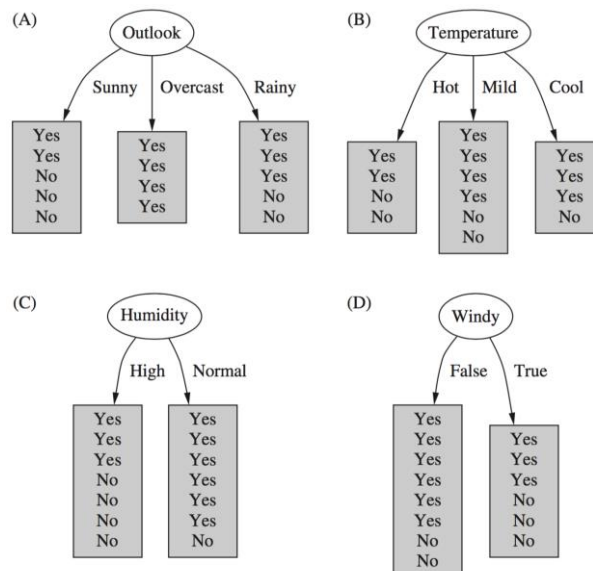 (A)
Outlook
Sunny Overcast Rainy
Yes
Yes
No
No
No
Yes
Yes
Yes
Yes
Yes
Yes
Yes
No
No
(B)
Temperature
Hot Mild Cool
Yes
Yes
No
No
Yes
Yes
Yes
Yes
No
No
Yes
Yes
Yes
No
(C)
Humidity
High Normal
Yes
Yes
Yes
No
No
No
No
Yes
Yes
Yes
Yes
Yes
Yes
No
(D)
Windy
False True
Yes
Yes
Yes
Yes
Yes
Yes
No
No
Yes
Yes
Yes
No
No
No